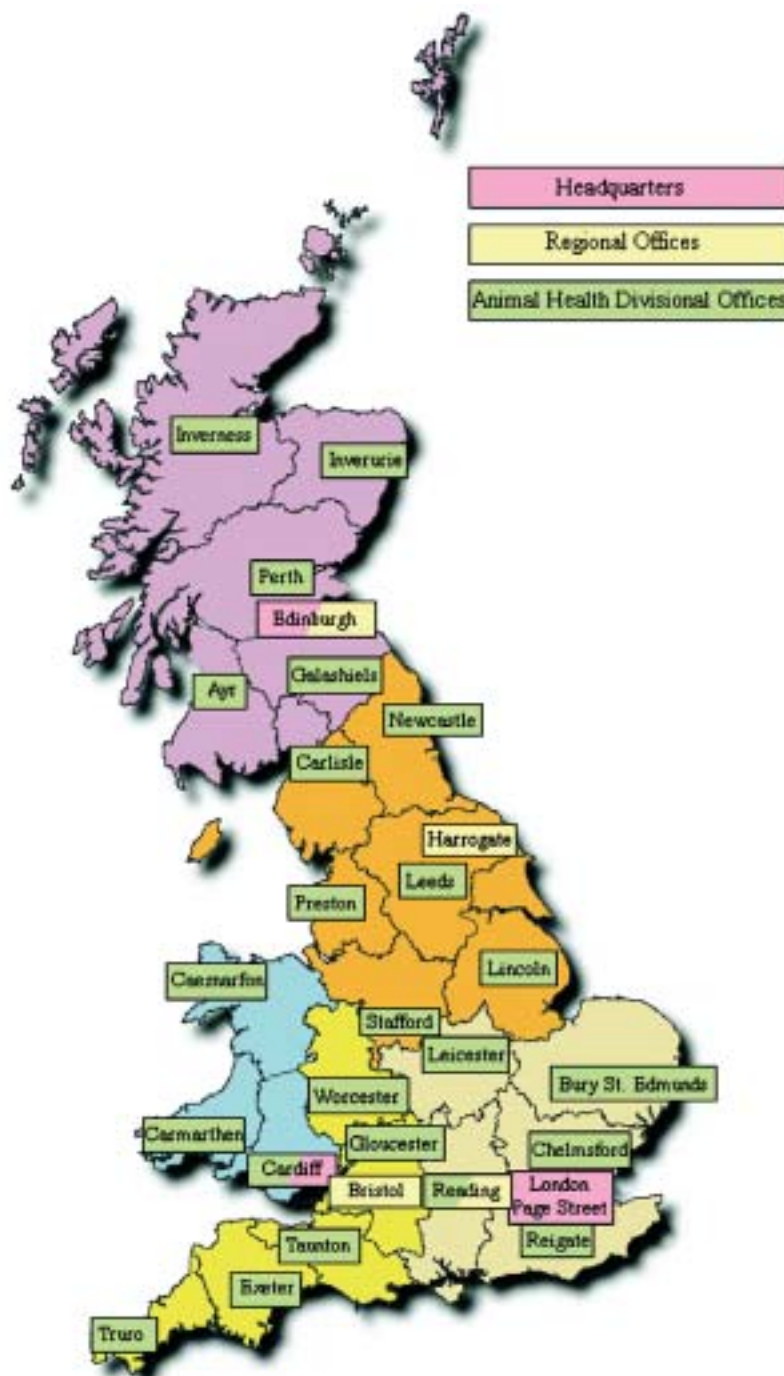 Headquarters
Regional Offices
Animal Health Divisional Offices
Inverness
Inverurie
Perth
Edinburgh
Galashiels
Ayr
Newcastle
Carlisle
Harrogate
Leeds
Preston
Lincoln
Caernarfon
Stafford
Leicester
Bury St. Edmunds
Worcester
Carmarthen
Gloucester
Chelmsford
Cardiff
Bristol
Reading
London
Page Street
Reigate
Taunton
Exeter
Truro